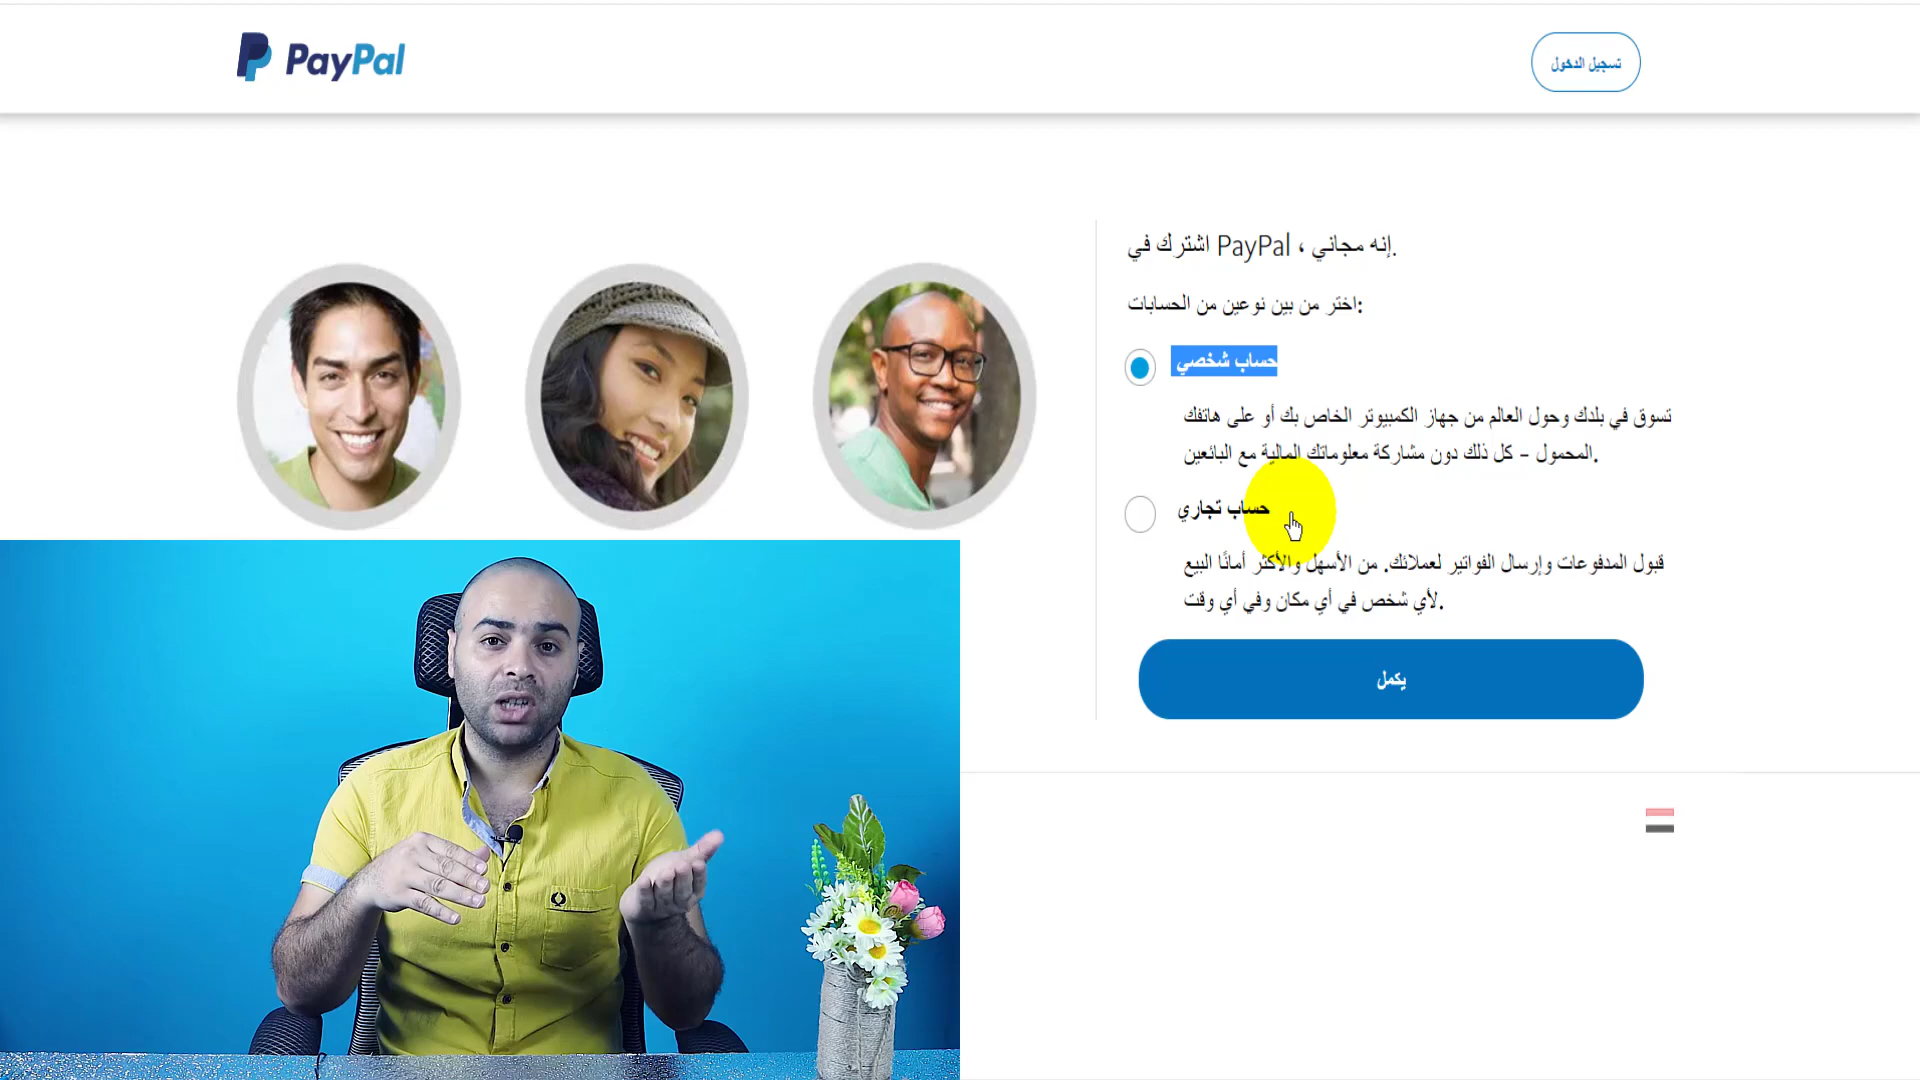 PayPal
تسجيل الدخول
اشترك في PayPal ، إنه مجاني.
اختر من بين نوعين من الحسابات:
حساب شخصي
تسوق في بلدك وحول العالم من جهاز الكمبيوتر الخاص بك أو على هاتفك
المحمول - كل ذلك دون مشاركة معلوماتك المالية مع البائعين.
حساب تجاري
قبول المدفوعات وإرسال الفواتير لعملائك. من الأسهل والأكثر أمانًا البيع
لأي شخص في أي مكان وفي أي وقت.
يكمل